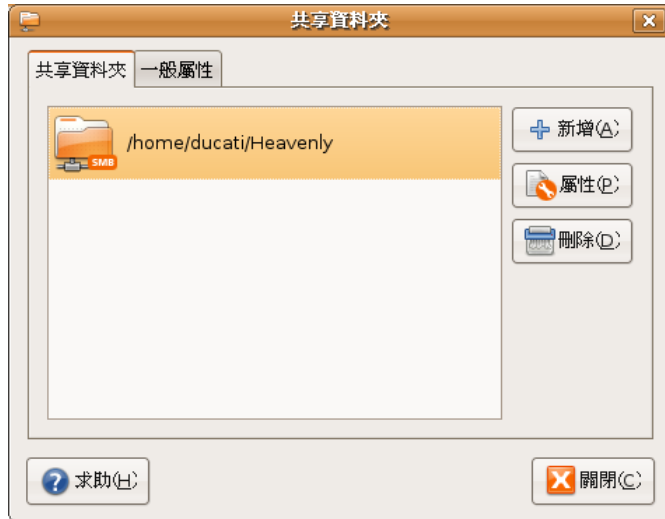 共享資料夾
共享資料夾 一般屬性
/home/ducati/Heavenly
SMB
新增(A)
屬性(P)
刪除(D)
求助(H)
關閉(C)